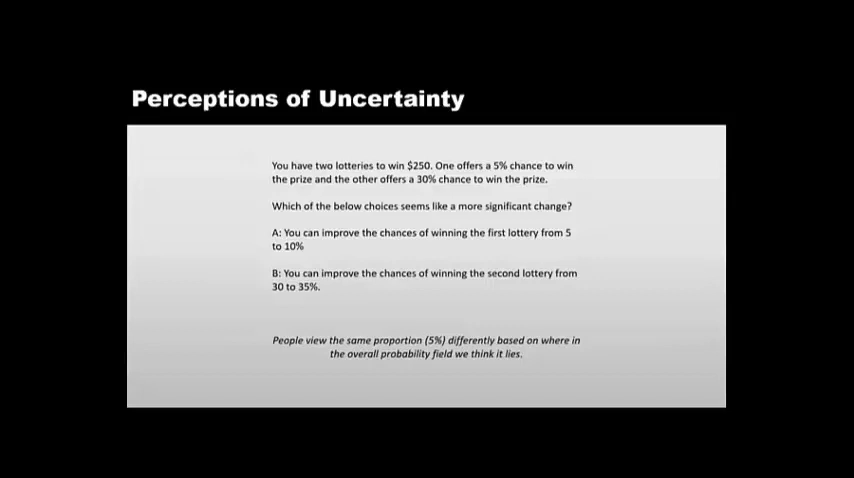 Perceptions of Uncertainty
You have two lotteries to win $250. One offers a 5% chance to win
the prize and the other offers a 30% chance to win the prize.
Which of the below choices seems like a more significant change?
A: You can improve the chances of winning the first lottery from 5
to 10%
B: You can improve the chances of winning the second lottery from
30 to 35%.
People view the same proportion (5%) differently based on where in
the overall probability field we think it lies.